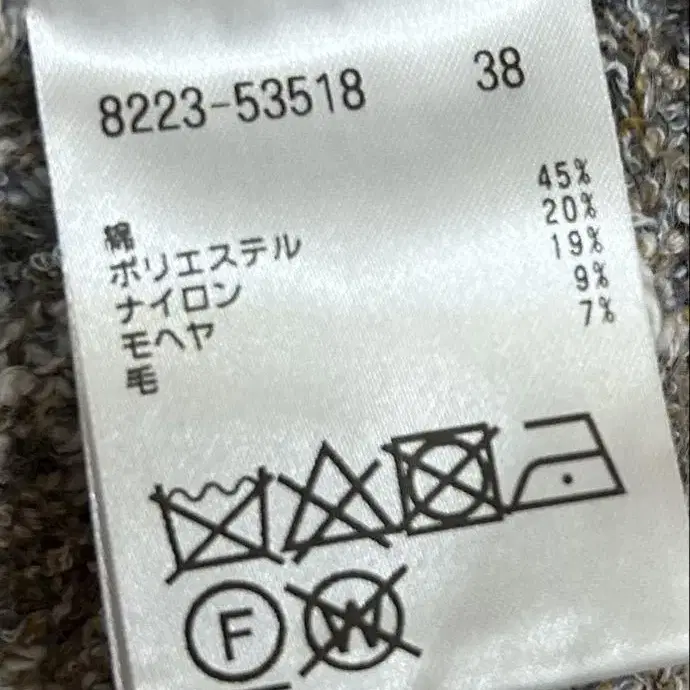 8223-53518 38
綿 45%
ポリエステル 20%
ナイロン 19%
モヘヤ 9%
毛 7%
F
W